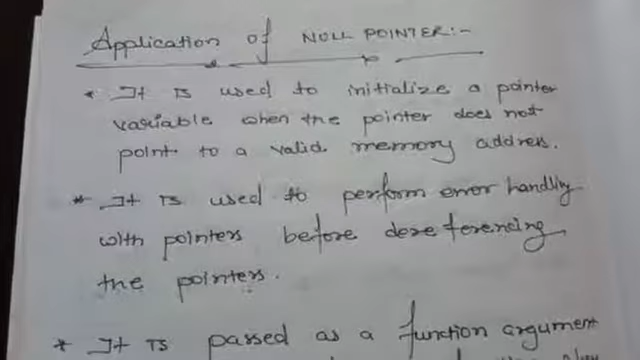 Application of NULL POINTER:-
* It is used to initialize a pointer
variable when the pointer does not
point to a valid memory address.
* It is used to perform error handling
with pointers before dereferencing
the pointers.
* It is passed as a function argument